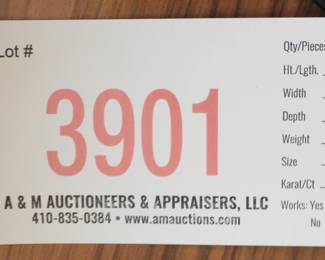 Lot #
3901
A & M AUCTIONEERS & APPRAISERS, LLC
410-835-0384 • www.amauctions.com
Qty/Pieces
Ht./Lgth.
Width
Depth
Weight
Size
Karat/Ct
Works: Yes
No